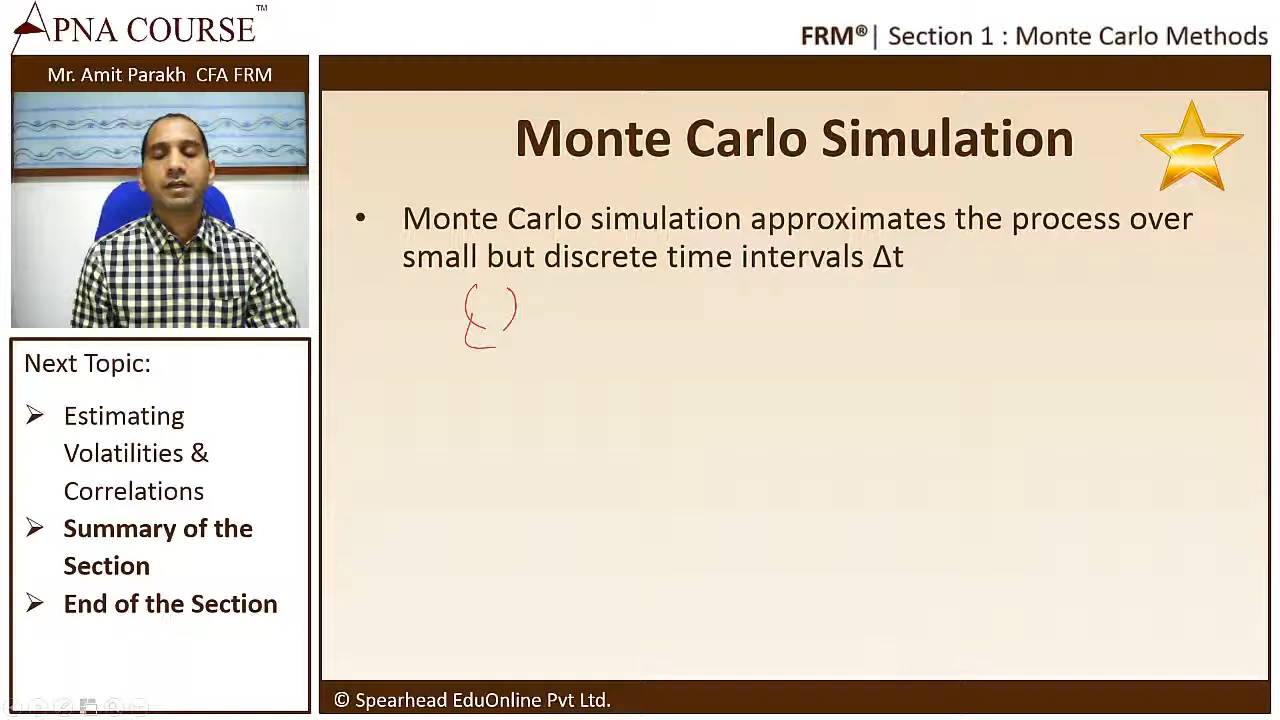 APNA COURSE™
FRM®| Section 1 : Monte Carlo Methods
Mr. Amit Parakh CFA FRM
Monte Carlo Simulation
• Monte Carlo simulation approximates the process over
small but discrete time intervals Δt
Next Topic:
➢ Estimating
Volatilities &
Correlations
➢ Summary of the
Section
➢ End of the Section
© Spearhead EduOnline Pvt Ltd.